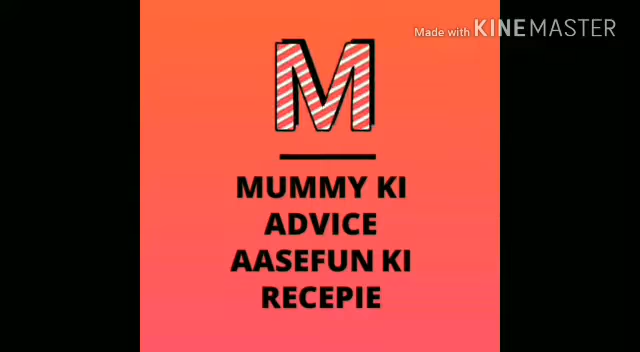 Made with KINEMASTER
M
MUMMY KI
ADVICE
AASEFUN KI
RECEPIE